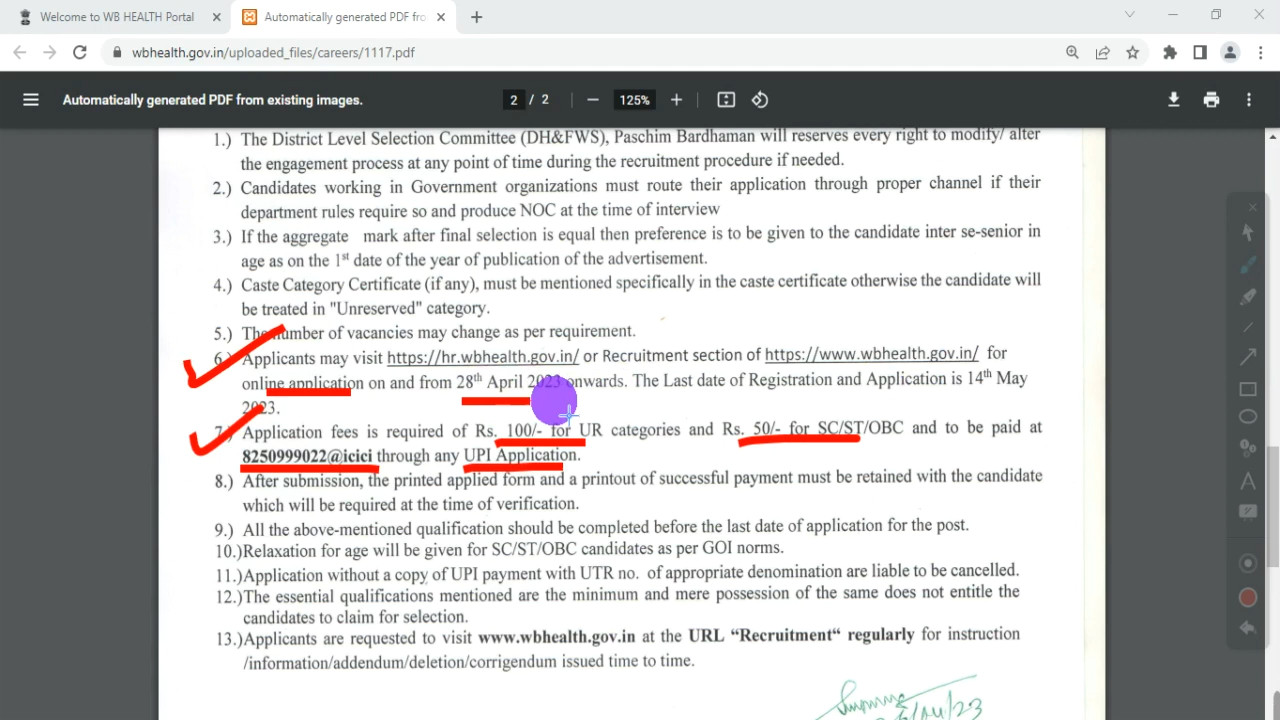 Welcome to WB HEALTH Portal
Automatically generated PDF fro
wbhealth.gov.in/uploaded_files/careers/1117.pdf
Automatically generated PDF from existing images.
2 / 2
125%
1.) The District Level Selection Committee (DH&FWS), Paschim Bardhaman will reserves every right to modify/ alter
the engagement process at any point of time during the recruitment procedure if needed.
2.) Candidates working in Government organizations must route their application through proper channel if their
department rules require so and produce NOC at the time of interview
3.) If the aggregate mark after final selection is equal then preference is to be given to the candidate inter se-senior in
age as on the 1st date of the year of publication of the advertisement.
4.) Caste Category Certificate (if any), must be mentioned specifically in the caste certificate otherwise the candidate will
be treated in "Unreserved" category.
5.) The number of vacancies may change as per requirement.
6.) Applicants may visit https://hr.wbhealth.gov.in/ or Recruitment section of https://www.wbhealth.gov.in/ for
online application on and from 28th April 2023 onwards. The Last date of Registration and Application is 14th May
2023.
7.) Application fees is required of Rs. 100/- for UR categories and Rs. 50/- for SC/ST/OBC and to be paid at
8250999022@icici through any UPI Application.
8.) After submission, the printed applied form and a printout of successful payment must be retained with the candidate
which will be required at the time of verification.
9.) All the above-mentioned qualification should be completed before the last date of application for the post.
10.)Relaxation for age will be given for SC/ST/OBC candidates as per GOI norms.
11.)Application without a copy of UPI payment with UTR no. of appropriate denomination are liable to be cancelled.
12.)The essential qualifications mentioned are the minimum and mere possession of the same does not entitle the
candidates to claim for selection.
13.)Applicants are requested to visit www.wbhealth.gov.in at the URL “Recruitment“ regularly for instruction
/information/addendum/deletion/corrigendum issued time to time.